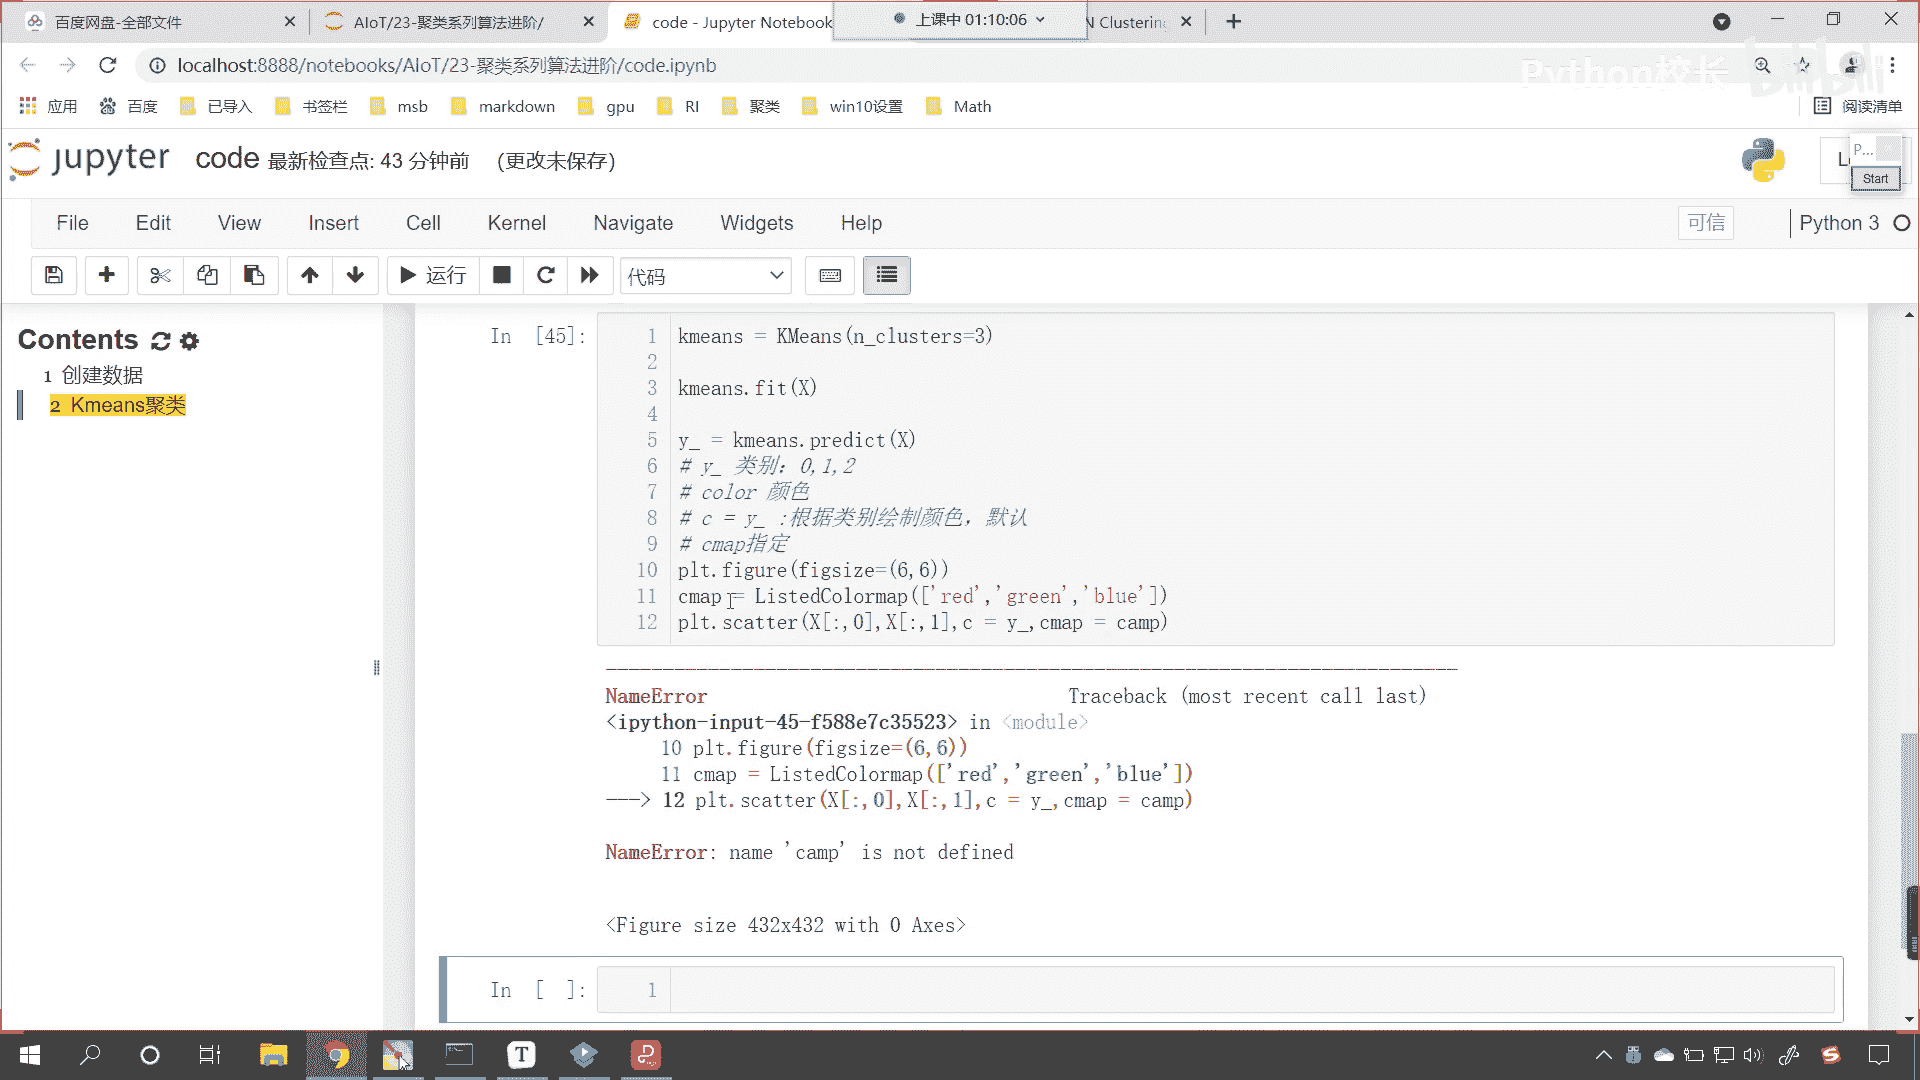 百度网盘-全部文件
AIoT/23-聚类系列算法进阶/
code - Jupyter Notebook
上课中 01:10:06
N Clustering
localhost:8888/notebooks/AIoT/23-聚类系列算法进阶/code.ipynb
Python校长
bilibili
应用
百度
已导入
书签栏
msb
markdown
gpu
RI
聚类
win10设置
Math
阅读清单
jupyter
code 最新检查点: 43 分钟前 (更改未保存)
P...
Start
File
Edit
View
Insert
Cell
Kernel
Navigate
Widgets
Help
可信
Python 3
运行
代码
Contents
1 创建数据
2 Kmeans聚类
In [45]:
1 kmeans = KMeans(n_clusters=3)
2
3 kmeans.fit(X)
4
5 y_ = kmeans.predict(X)
6 # y_ 类别：0,1,2
7 # color 颜色
8 # c = y_ :根据类别绘制颜色，默认
9 # cmap指定
10 plt.figure(figsize=(6,6))
11 cmap = ListedColormap(['red','green','blue'])
12 plt.scatter(X[:,0],X[:,1],c = y_,cmap = camp)
---------------------------------------------------------------------------
NameError Traceback (most recent call last)
<ipython-input-45-f588e7c35523> in <module>
10 plt.figure(figsize=(6,6))
11 cmap = ListedColormap(['red','green','blue'])
---> 12 plt.scatter(X[:,0],X[:,1],c = y_,cmap = camp)
NameError: name 'camp' is not defined
<Figure size 432x432 with 0 Axes>
In [ ]:
1